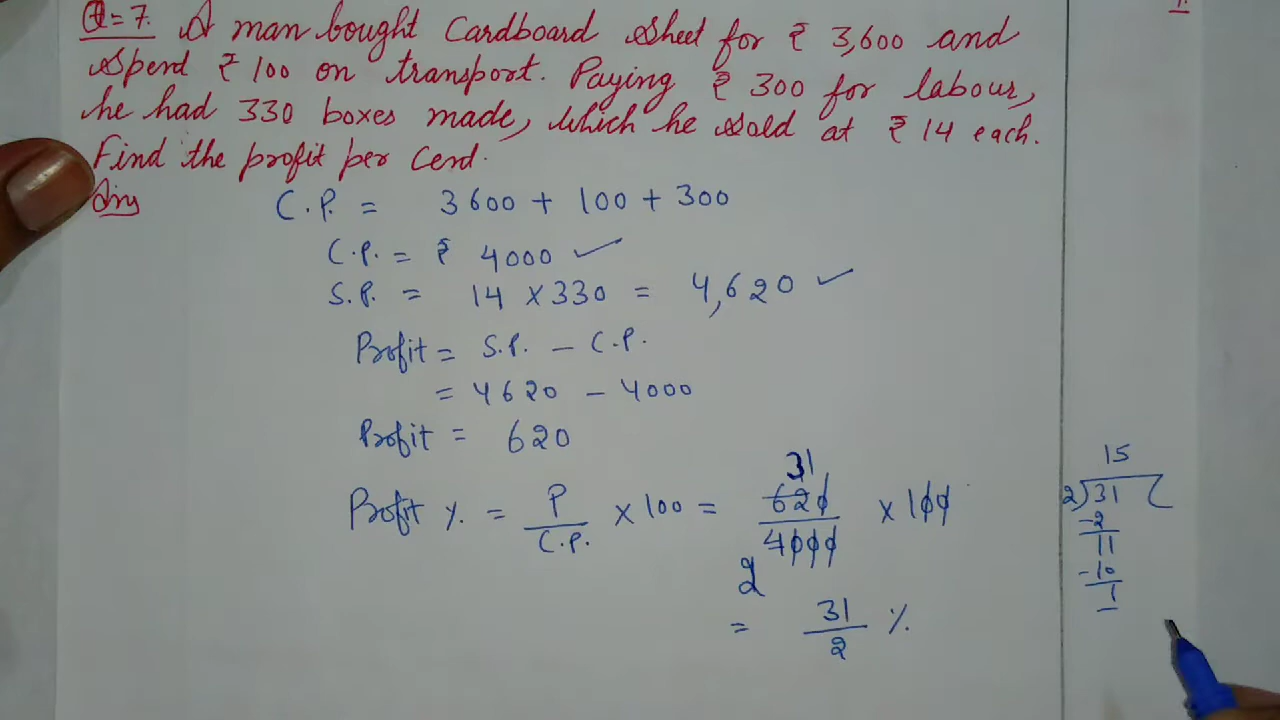 Q=7. A man bought Cardboard Sheet for ₹ 3,600 and
Spend ₹ 100 on transport. Paying ₹ 300 for labour,
he had 330 boxes made, which he sold at ₹ 14 each.
Find the profit per Cend.
Ans
C.P. = 3600 + 100 + 300
C.P. = ₹ 4000 ✓
S.P. = 14 × 330 = 4,620 ✓
Profit = S.P. – C.P.
= 4620 – 4000
Profit = 620
31
Profit % = P/C.P. × 100 = 620/4000 × 100
2
= 31/2 %
15
2)31(
-2
11
-10
1